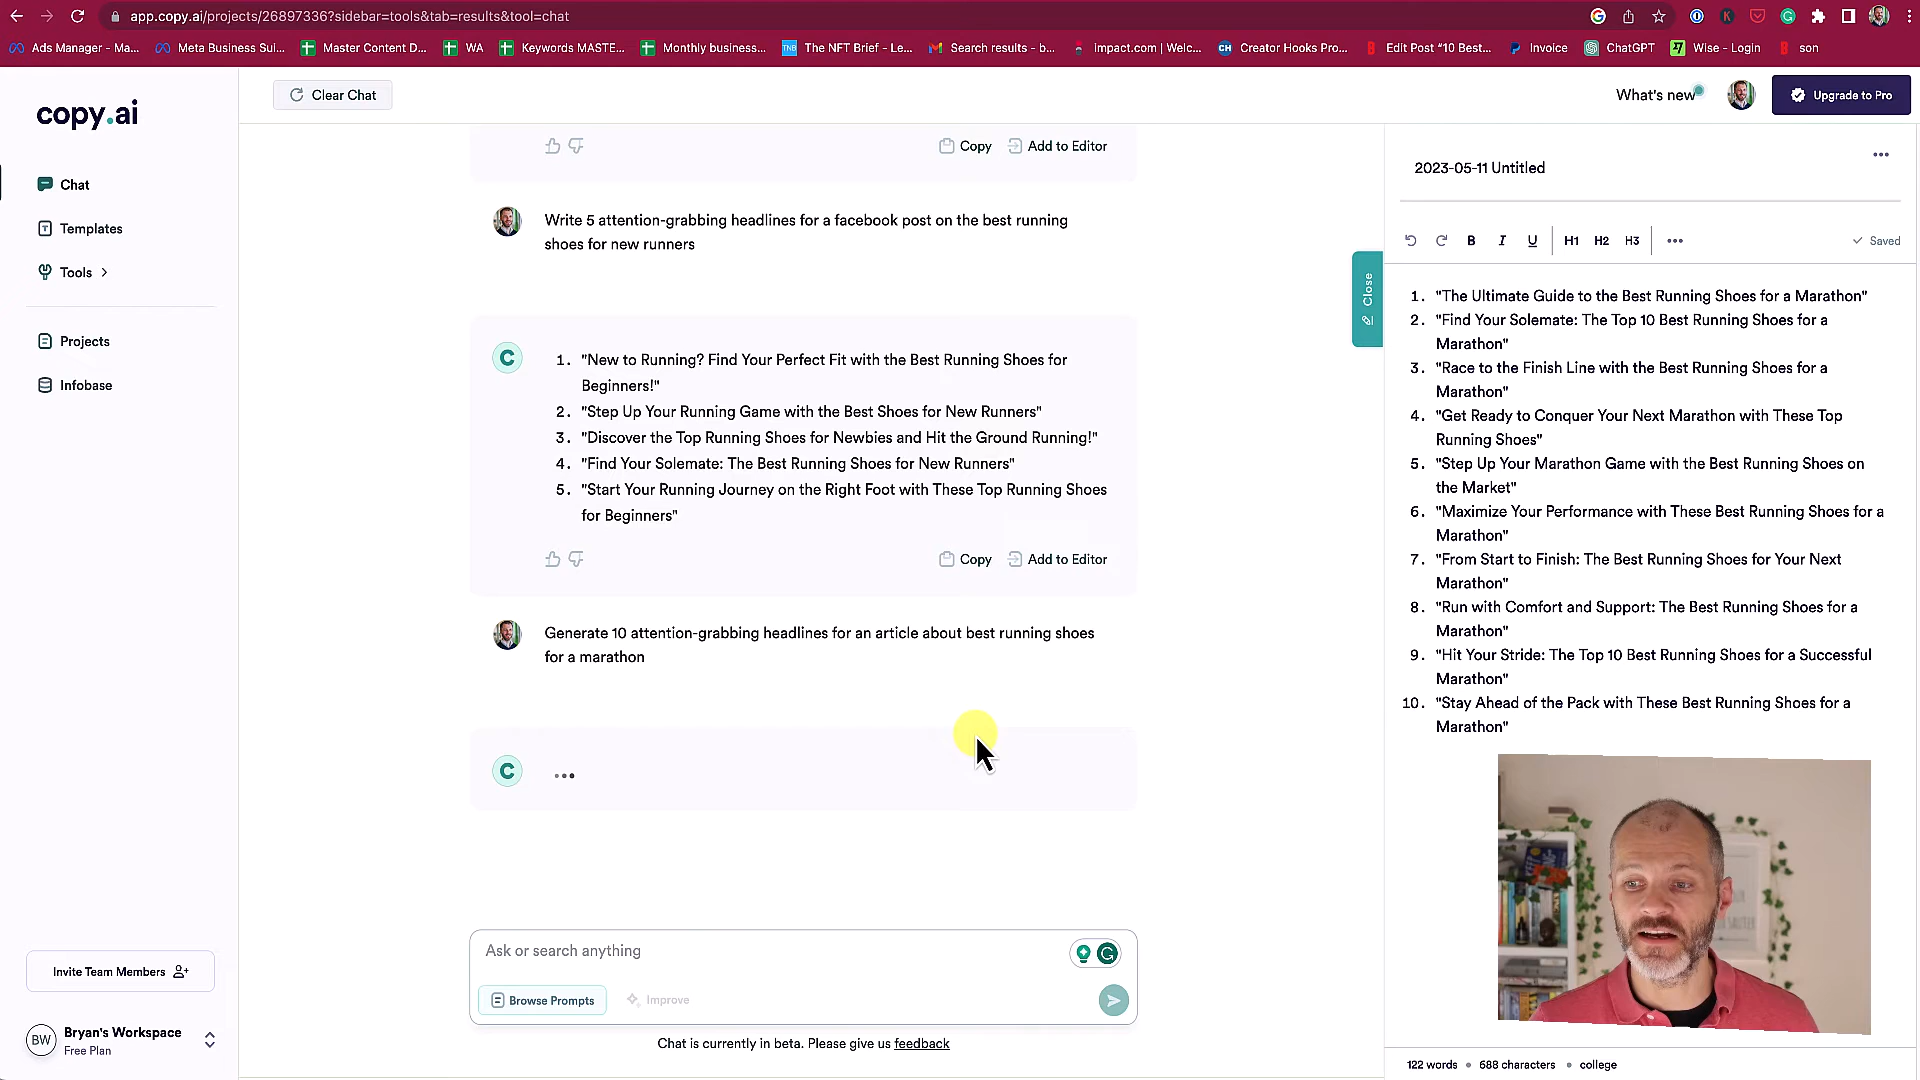 app.copy.ai/projects/26897336?sidebar=tools&tab=results&tool=chat
Ads Manager - Ma...
Meta Business Sui...
Master Content D...
WA
Keywords MASTE...
Monthly business...
The NFT Brief - Le...
Search results - b...
impact.com | Welc...
Creator Hooks Pro...
Edit Post “10 Best...
Invoice
ChatGPT
Wise - Login
son
copy.ai
Clear Chat
What's new
Upgrade to Pro
Chat
Templates
Tools
Projects
Infobase
Invite Team Members
BW
Bryan's Workspace
Free Plan
Copy
Add to Editor
Write 5 attention-grabbing headlines for a facebook post on the best running
shoes for new runners
C
1. "New to Running? Find Your Perfect Fit with the Best Running Shoes for
Beginners!"
2. "Step Up Your Running Game with the Best Shoes for New Runners"
3. "Discover the Top Running Shoes for Newbies and Hit the Ground Running!"
4. "Find Your Solemate: The Best Running Shoes for New Runners"
5. "Start Your Running Journey on the Right Foot with These Top Running Shoes
for Beginners"
Copy
Add to Editor
Generate 10 attention-grabbing headlines for an article about best running shoes
for a marathon
C
...
Ask or search anything
Browse Prompts
Improve
Chat is currently in beta. Please give us feedback
Close
2023-05-11 Untitled
B I U H1 H2 H3
Saved
1. "The Ultimate Guide to the Best Running Shoes for a Marathon"
2. "Find Your Solemate: The Top 10 Best Running Shoes for a
Marathon"
3. "Race to the Finish Line with the Best Running Shoes for a
Marathon"
4. "Get Ready to Conquer Your Next Marathon with These Top
Running Shoes"
5. "Step Up Your Marathon Game with the Best Running Shoes on
the Market"
6. "Maximize Your Performance with These Best Running Shoes for a
Marathon"
7. "From Start to Finish: The Best Running Shoes for Your Next
Marathon"
8. "Run with Comfort and Support: The Best Running Shoes for a
Marathon"
9. "Hit Your Stride: The Top 10 Best Running Shoes for a Successful
Marathon"
10. "Stay Ahead of the Pack with These Best Running Shoes for a
Marathon"
122 words • 688 characters • college